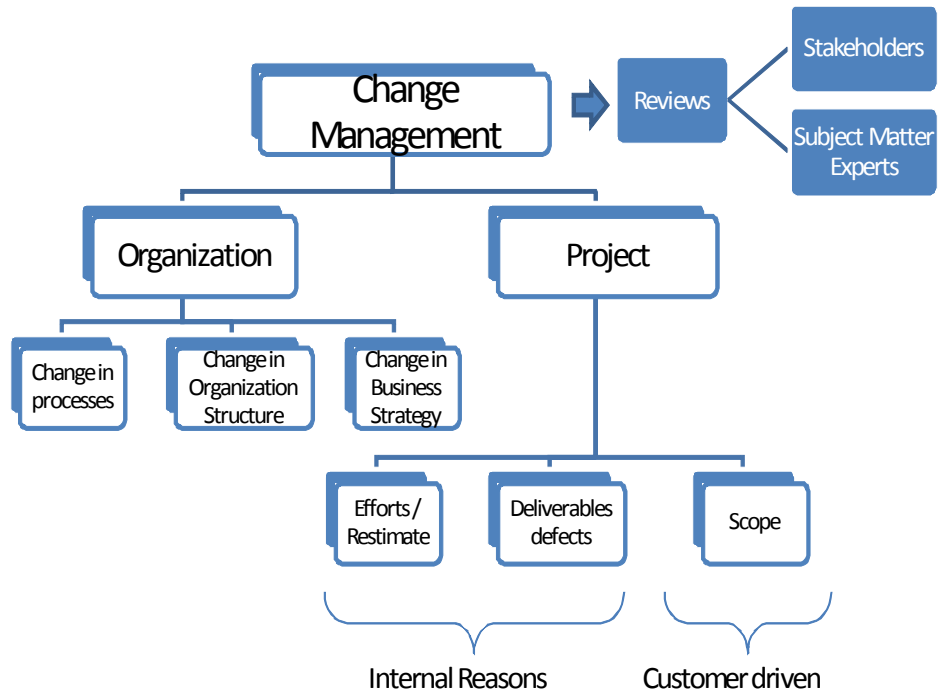 Change
Management
Reviews
Stakeholders
Subject Matter
Experts
Organization
Project
Change in
processes
Change in
Organization
Structure
Change in
Business
Strategy
Efforts /
Restimate
Deliverables
defects
Scope
Internal Reasons
Customer driven